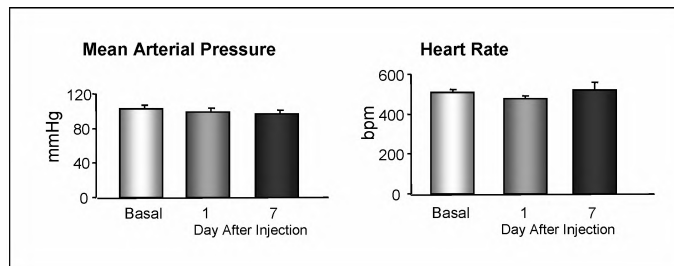 Mean Arterial Pressure
120
80
40
0
mmHg
Basal 1 7
Day After Injection
Heart Rate
600
400
200
0
bpm
Basal 1 7
Day After Injection